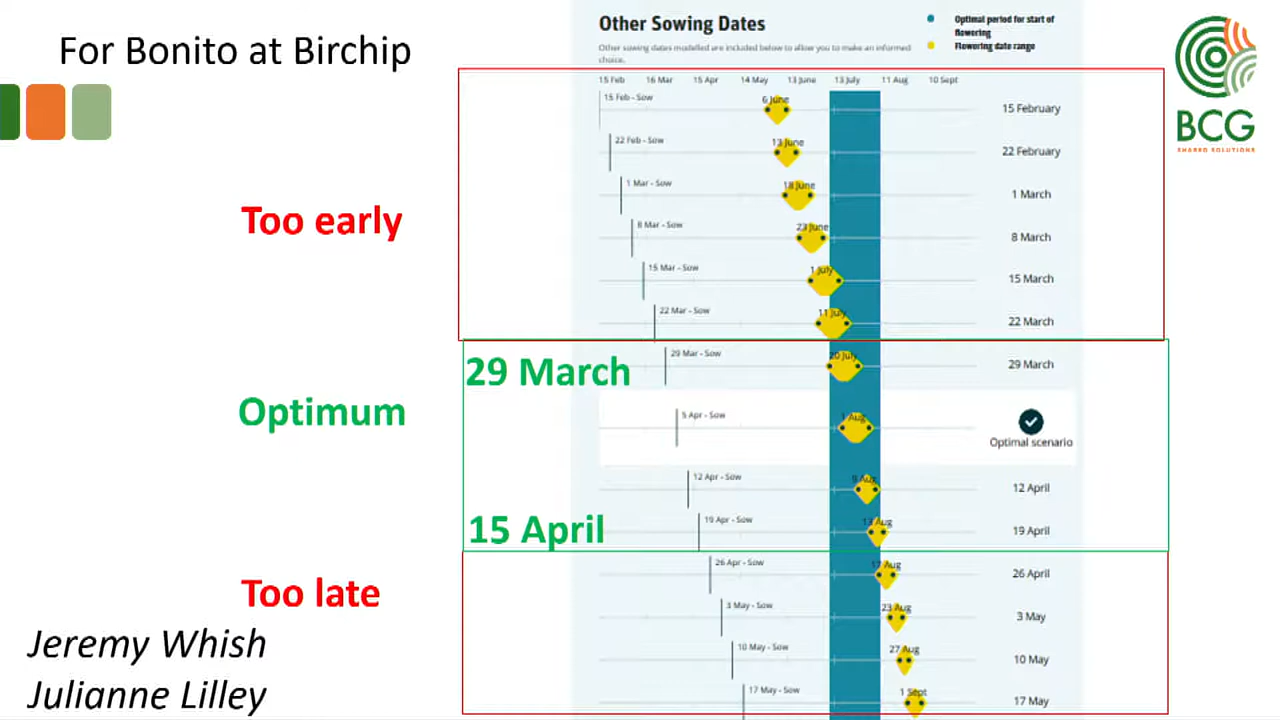 For Bonito at Birchip
Other Sowing Dates
Other sowing dates modelled are included below to allow you to make an informed
choice.
Optimal period for start of
flowering
Flowering date range
BCG
SHARED SOLUTIONS
15 Feb 16 Mar 15 Apr 14 May 13 June 13 July 11 Aug 10 Sept
15 Feb - Sow 6 June 15 February
22 Feb - Sow 13 June 22 February
1 Mar - Sow 18 June 1 March
Too early
8 Mar - Sow 23 June 8 March
15 Mar - Sow 1 July 15 March
22 Mar - Sow 11 July 22 March
29 Mar - Sow 20 July 29 March
29 March
Optimum
5 Apr - Sow 1 Aug
Optimal scenario
12 Apr - Sow 9 Aug 12 April
15 April
19 Apr - Sow 13 Aug 19 April
26 Apr - Sow 17 Aug 26 April
Too late
3 May - Sow 23 Aug 3 May
10 May - Sow 27 Aug 10 May
17 May - Sow 1 Sept 17 May
Jeremy Whish
Julianne Lilley